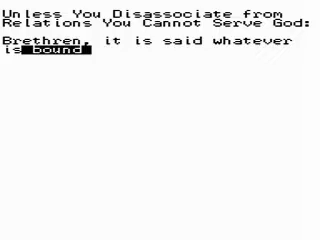 Unless You Disassociate from
Relations You Cannot Serve God:
Brethren, it is said whatever
is bound